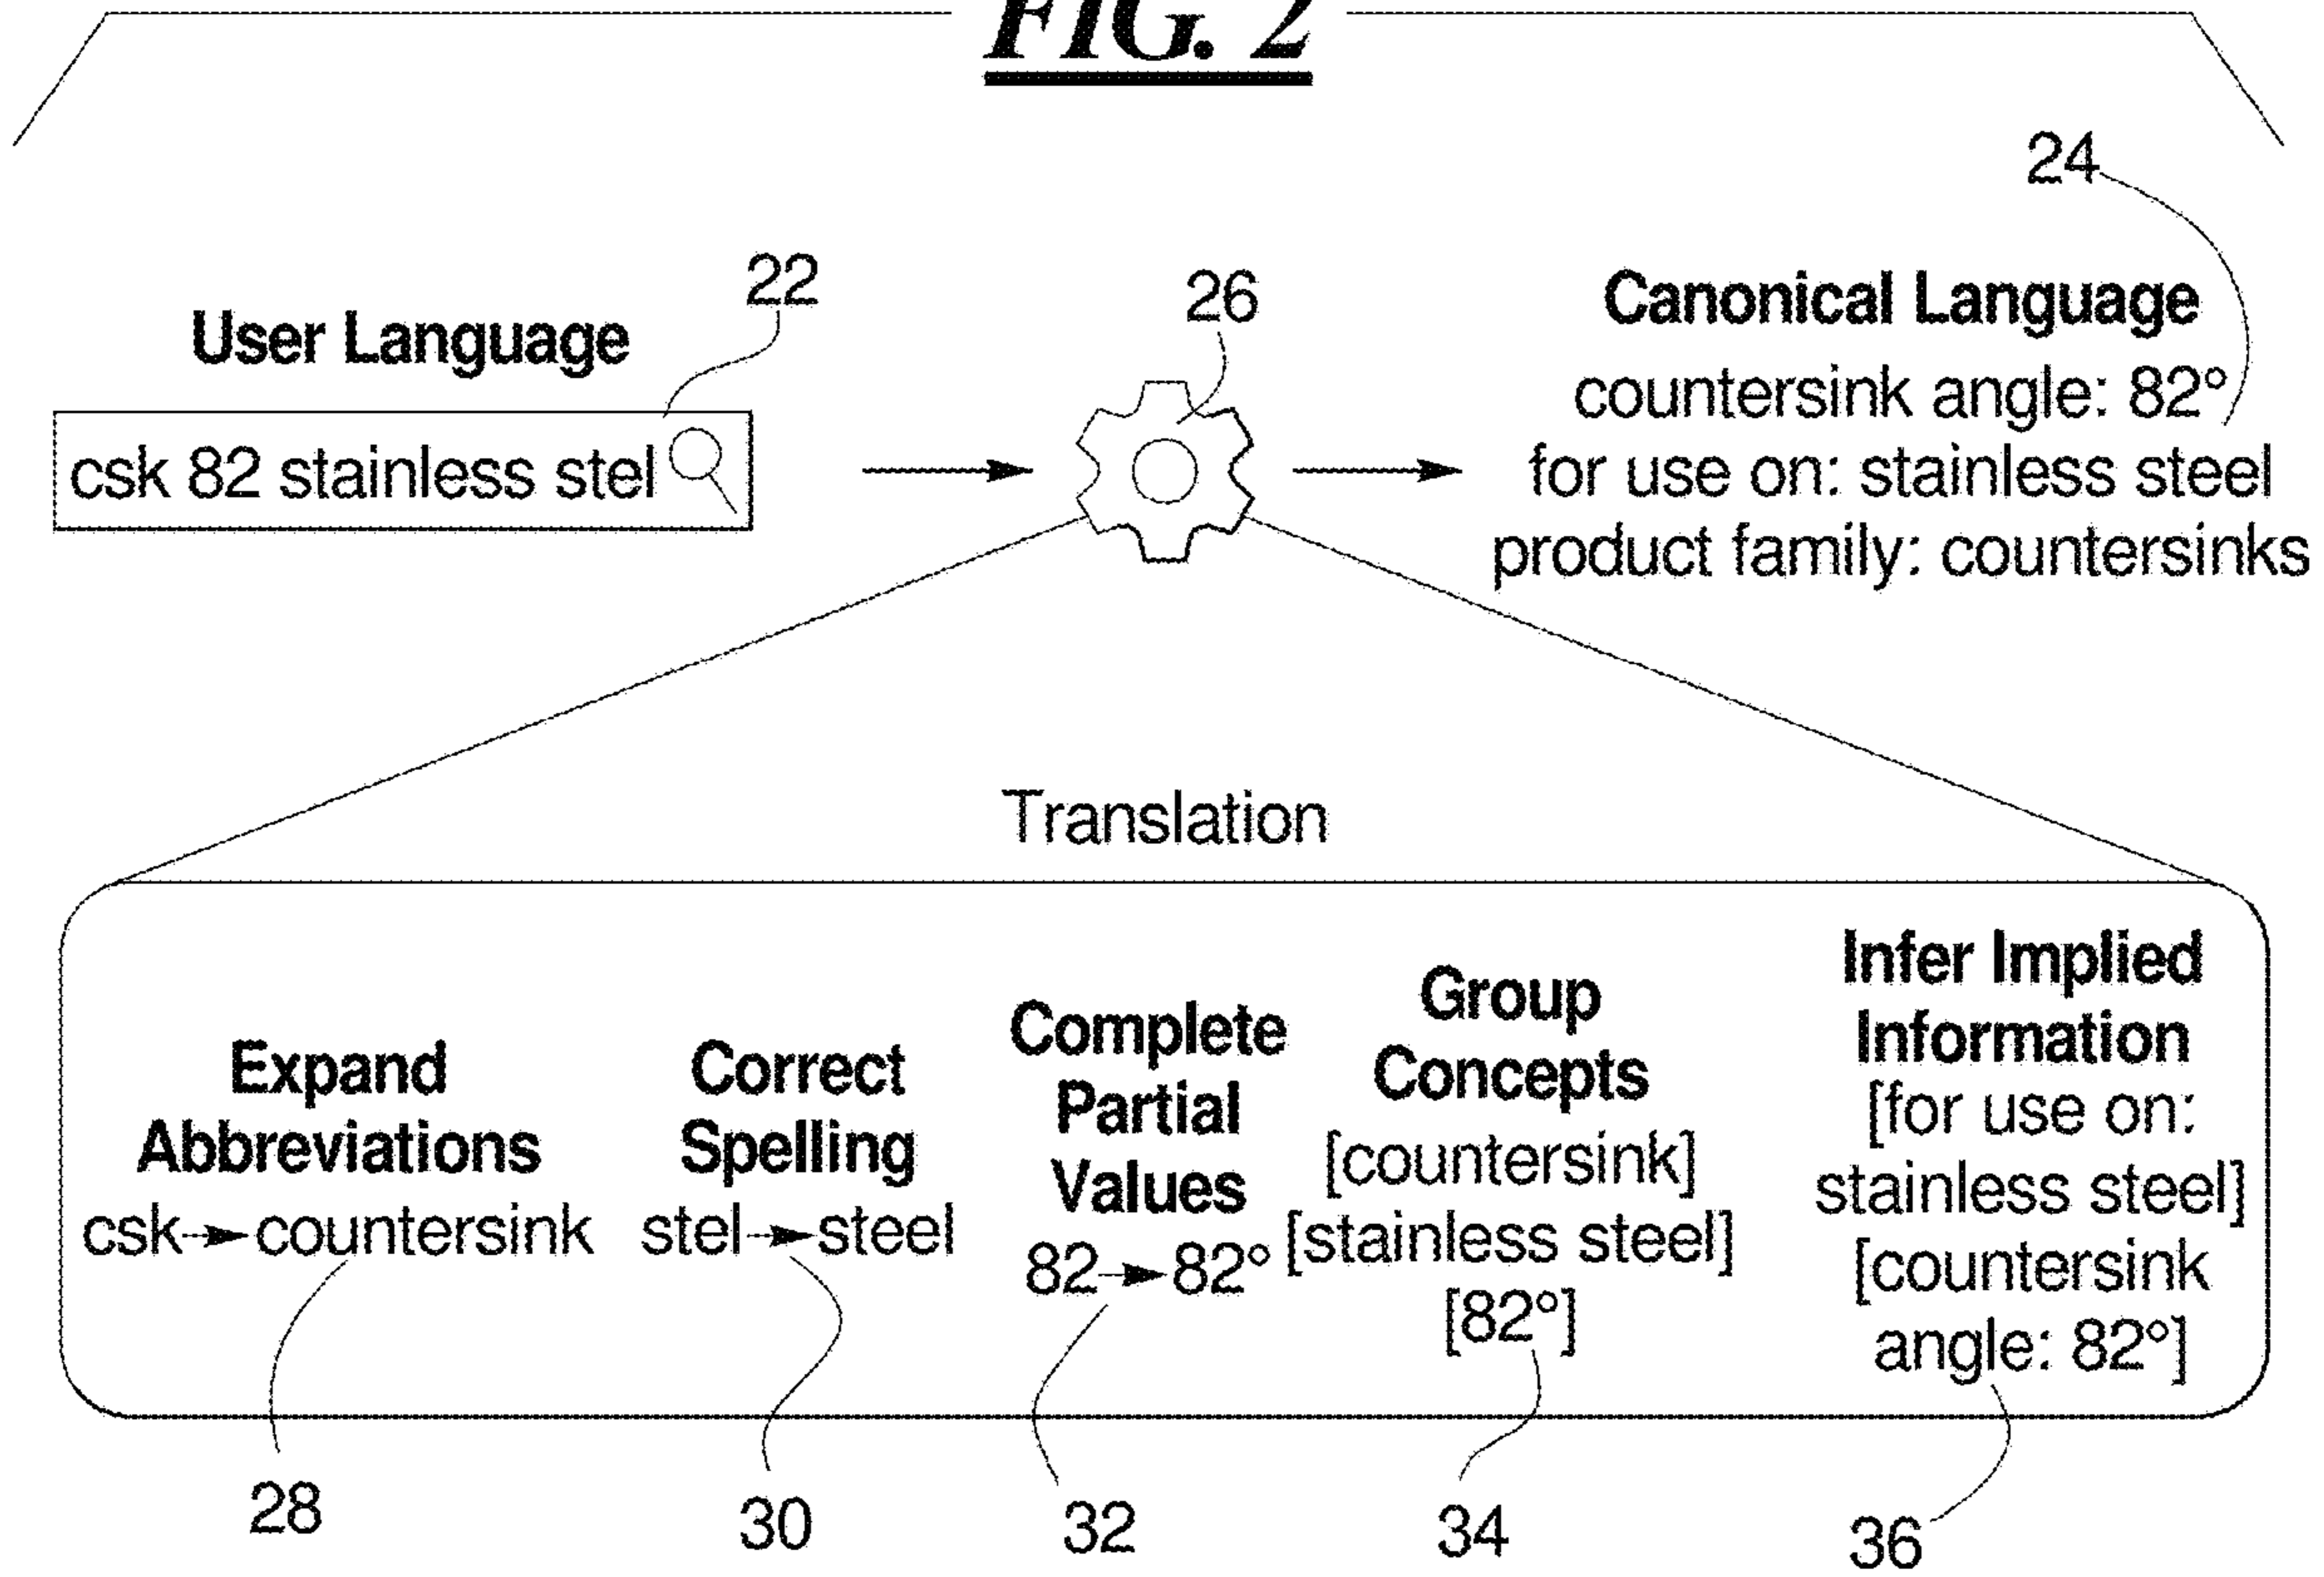 FIG. 2
24
22
26
User Language
csk 82 stainless stel
Canonical Language
countersink angle: 82°
for use on: stainless steel
product family: countersinks
Translation
Expand
Abbreviations
csk→countersink
Correct
Spelling
stel→steel
Complete
Partial
Values
82→82°
Group
Concepts
[countersink]
[stainless steel]
[82°]
Infer Implied
Information
[for use on:
stainless steel]
[countersink
angle: 82°]
28
30
32
34
36